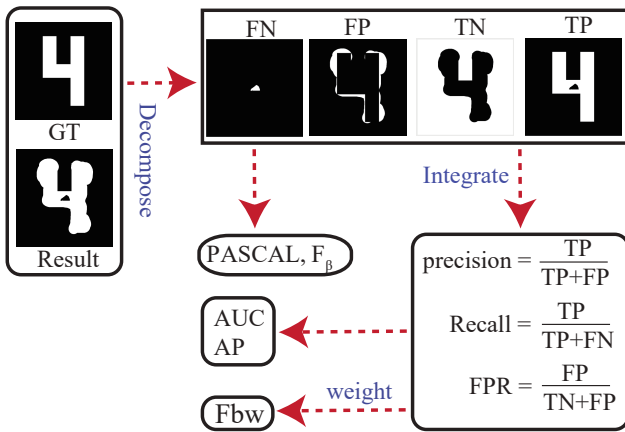 FN FP TN TP
GT
Decompose
Result
Integrate
PASCAL, F_β
precision = TP / TP+FP
Recall = TP / TP+FN
FPR = FP / TN+FP
AUC
AP
weight
Fbw